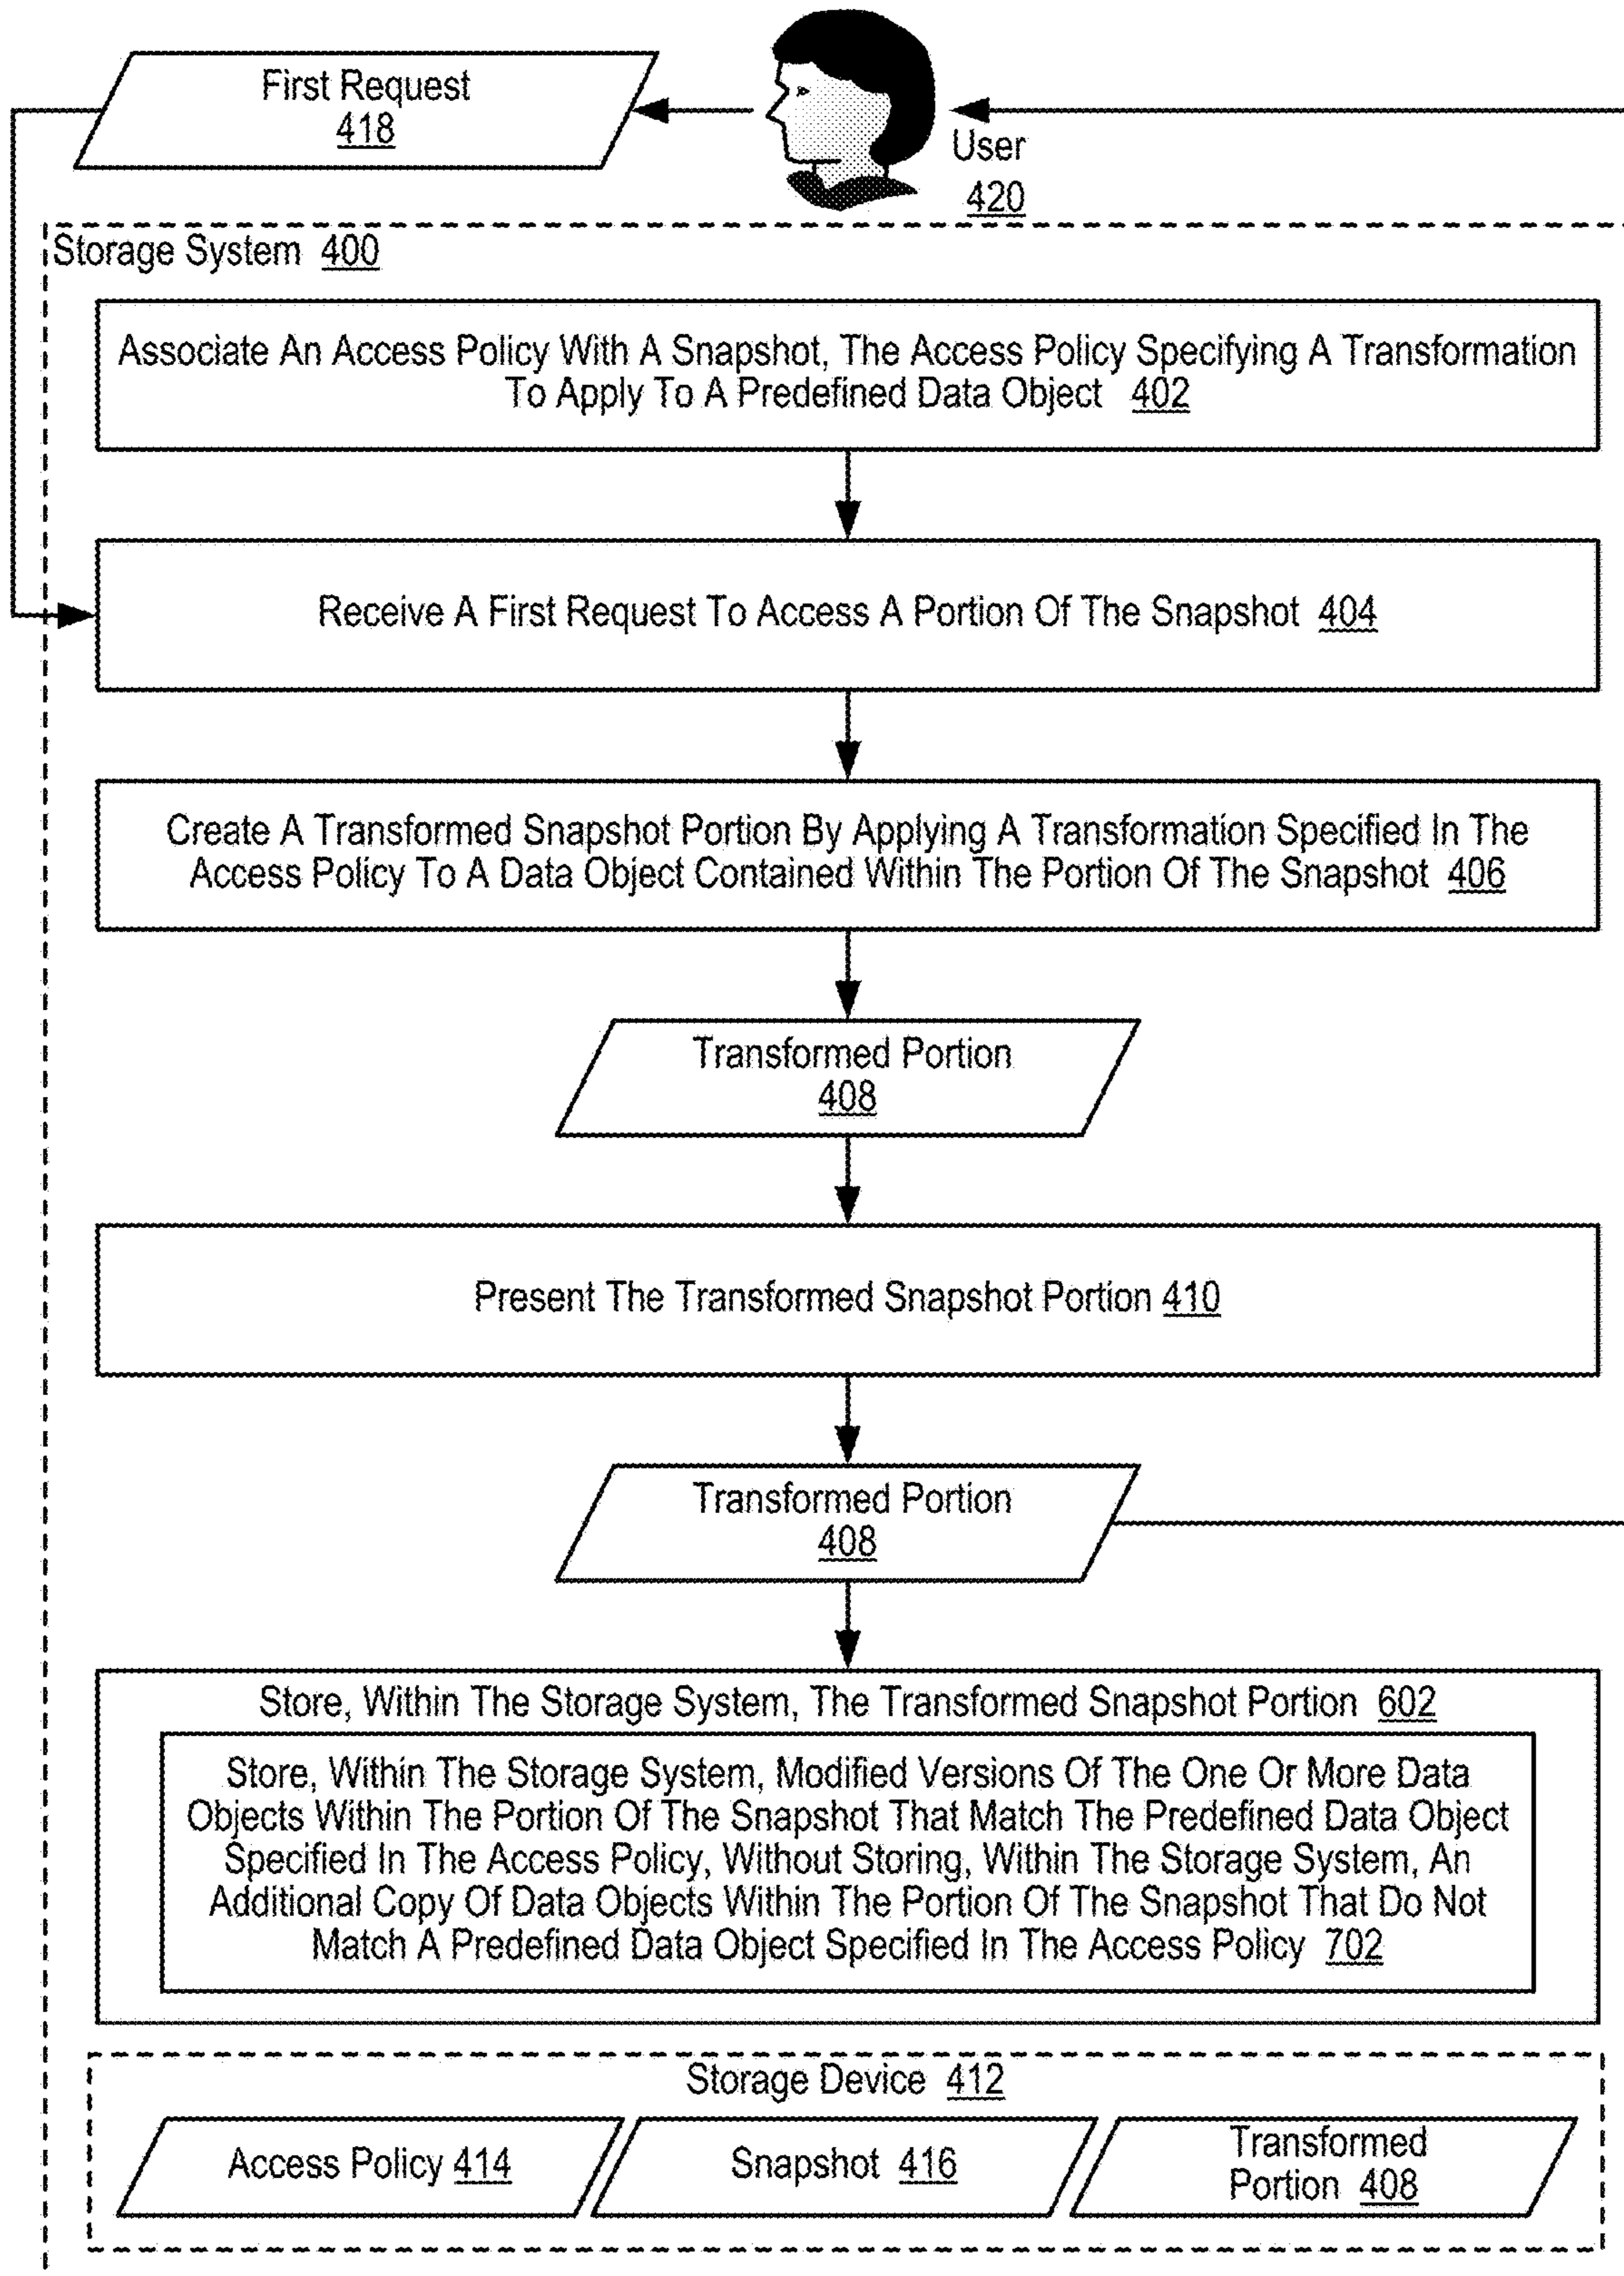 First Request
418
User
420
Storage System 400
Associate An Access Policy With A Snapshot, The Access Policy Specifying A Transformation
To Apply To A Predefined Data Object 402
Receive A First Request To Access A Portion Of The Snapshot 404
Create A Transformed Snapshot Portion By Applying A Transformation Specified In The
Access Policy To A Data Object Contained Within The Portion Of The Snapshot 406
Transformed Portion
408
Present The Transformed Snapshot Portion 410
Transformed Portion
408
Store, Within The Storage System, The Transformed Snapshot Portion 602
Store, Within The Storage System, Modified Versions Of The One Or More Data
Objects Within The Portion Of The Snapshot That Match The Predefined Data Object
Specified In The Access Policy, Without Storing, Within The Storage System, An
Additional Copy Of Data Objects Within The Portion Of The Snapshot That Do Not
Match A Predefined Data Object Specified In The Access Policy 702
Storage Device 412
Access Policy 414
Snapshot 416
Transformed
Portion 408